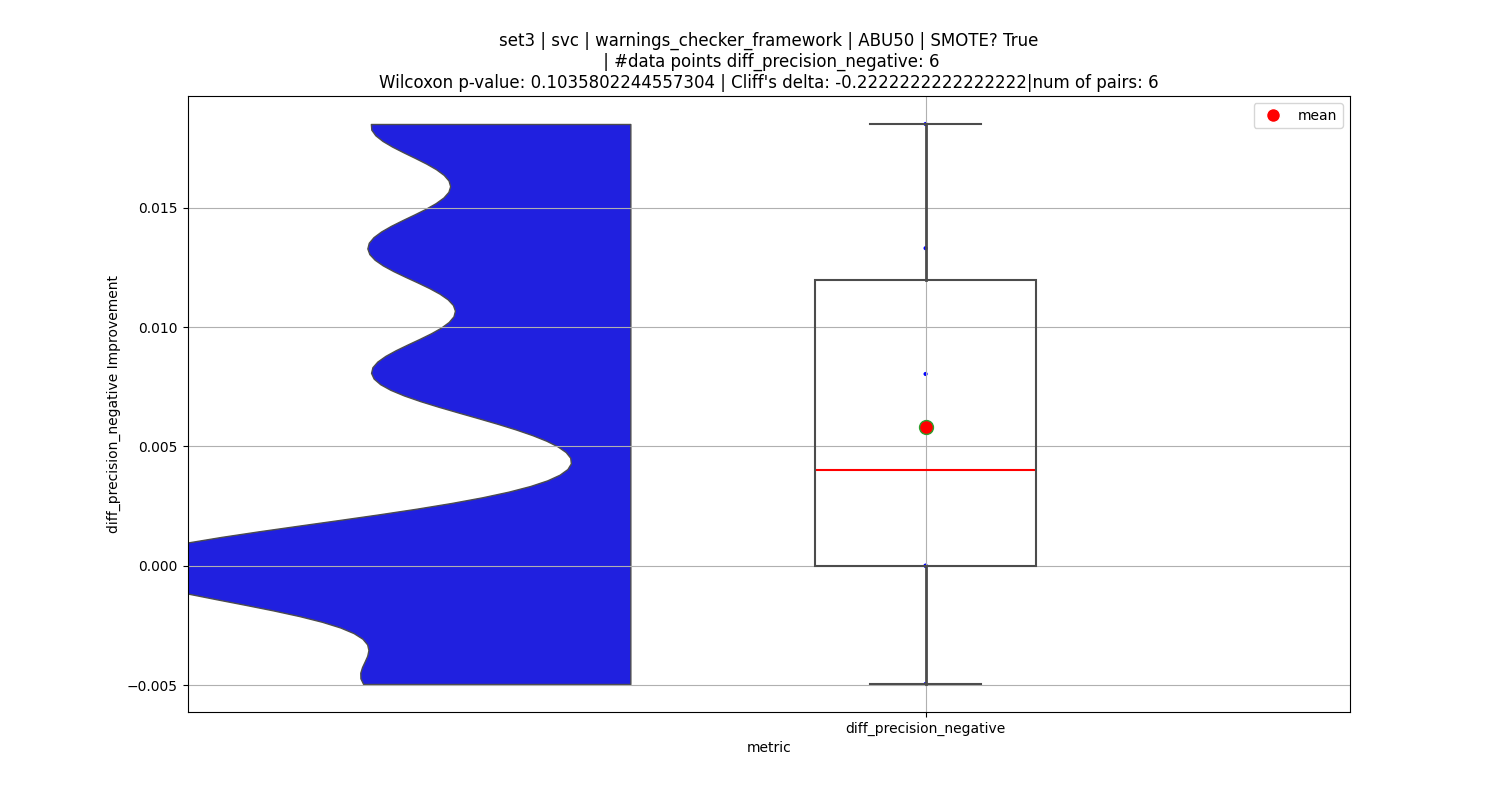 set3 | svc | warnings_checker_framework | ABU50 | SMOTE? True
| #data points diff_precision_negative: 6
Wilcoxon p-value: 0.1035802244557304 | Cliff's delta: -0.2222222222222222|num of pairs: 6
mean
0.015
0.010
0.005
0.000
−0.005
diff_precision_negative Improvement
diff_precision_negative
metric